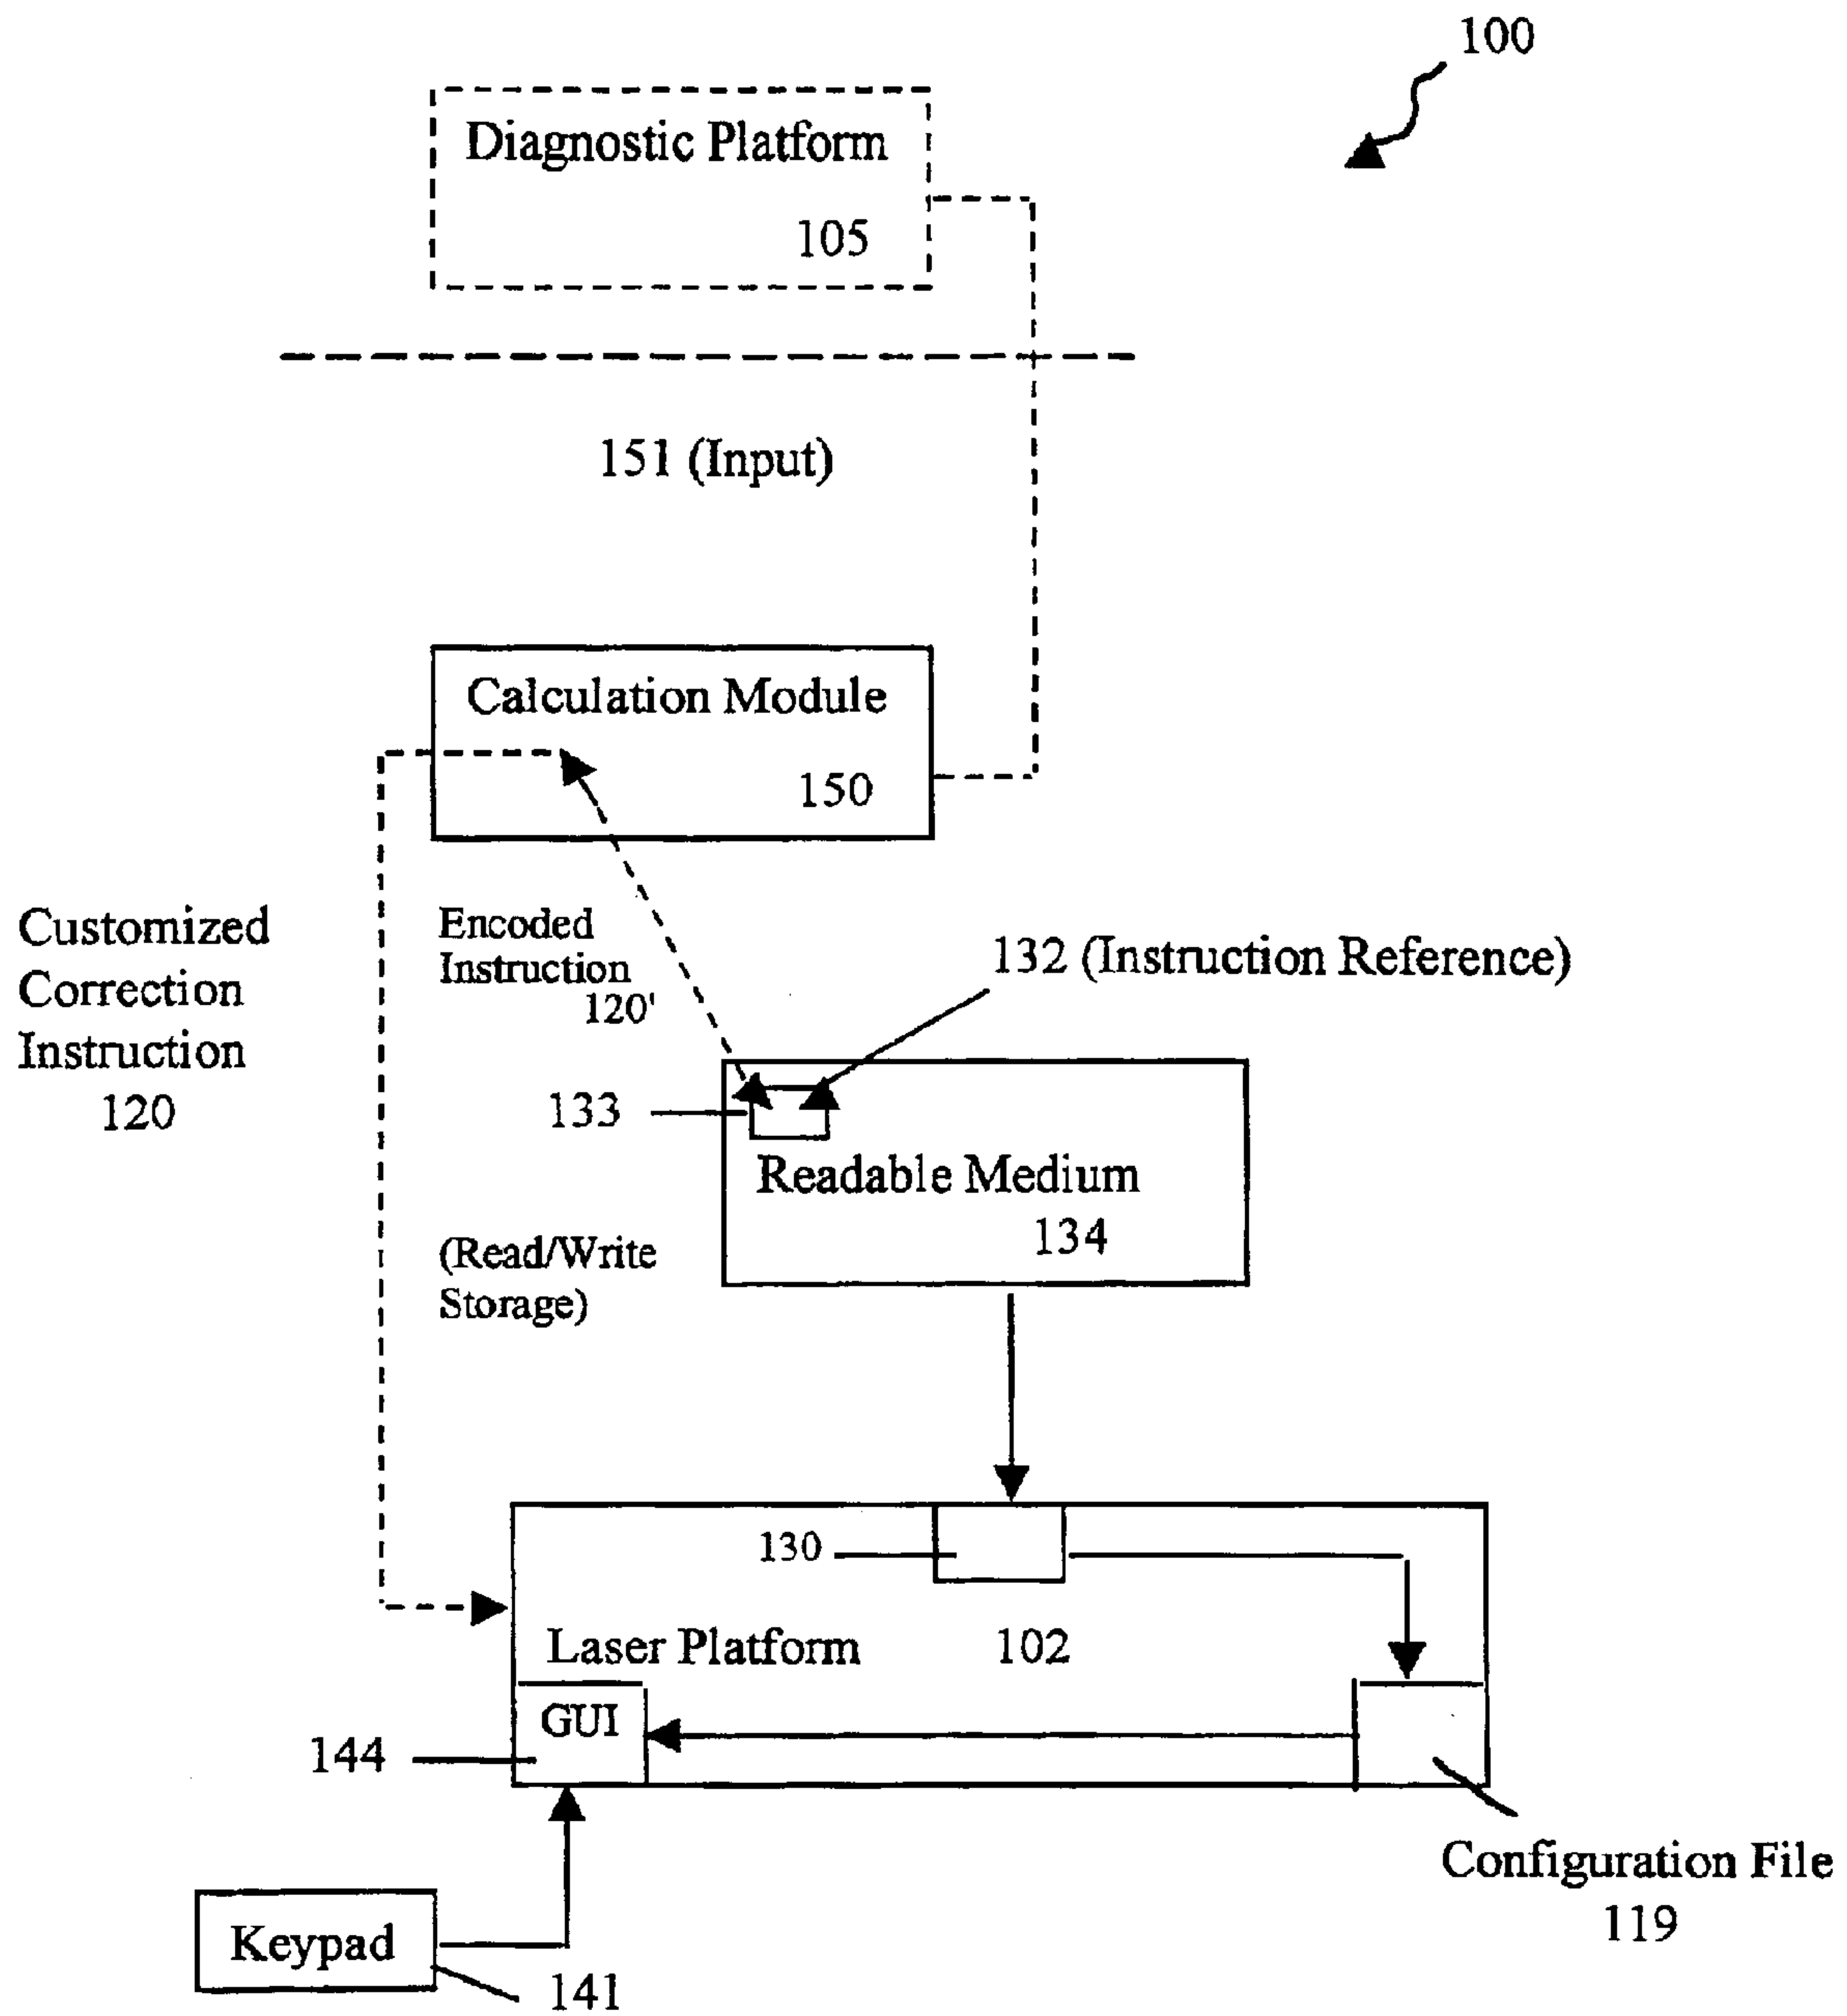 100
Diagnostic Platform
105
151 (Input)
Calculation Module
150
Customized
Correction
Instruction
120
Encoded
Instruction
120'
132 (Instruction Reference)
133
Readable Medium
134
(Read/Write
Storage)
130
Laser Platform 102
GUI
144
Configuration File
119
Keypad
141